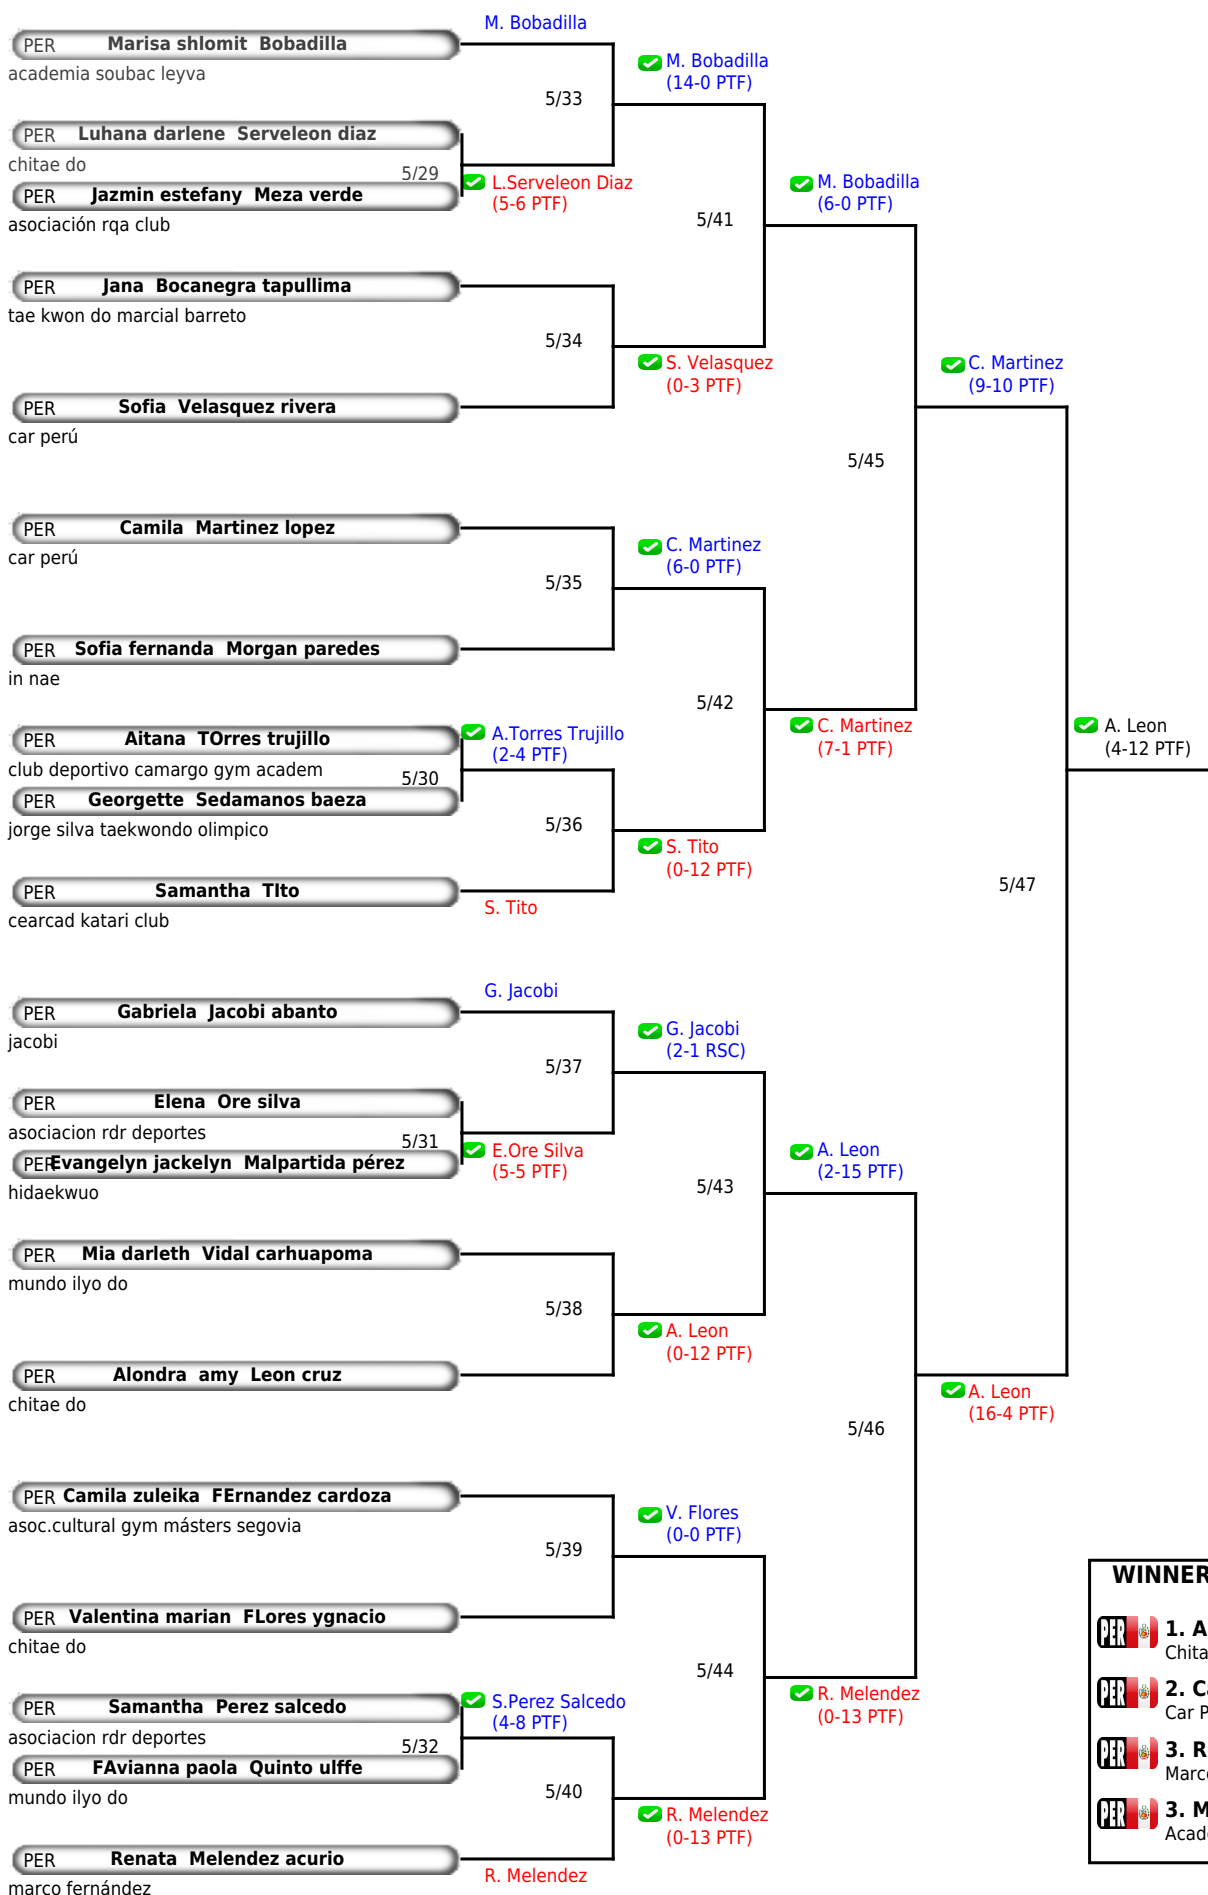 M. Bobadilla
PER Marisa shlomit Bobadilla
academia soubac leyva
M. Bobadilla
(14-0 PTF)
5/33
PER Luhana darlene Serveleon diaz
chitae do
5/29
PER Jazmin estefany Meza verde
asociación rqa club
L.Serveleon Diaz
(5-6 PTF)
M. Bobadilla
(6-0 PTF)
5/41
PER Jana Bocanegra tapullima
tae kwon do marcial barreto
5/34
S. Velasquez
(0-3 PTF)
C. Martinez
(9-10 PTF)
PER Sofia Velasquez rivera
car perú
5/45
PER Camila Martinez lopez
car perú
C. Martinez
(6-0 PTF)
5/35
PER Sofia fernanda Morgan paredes
in nae
5/42
PER Aitana TOrres trujillo
club deportivo camargo gym academ
5/30
PER Georgette Sedamanos baeza
jorge silva taekwondo olimpico
A.Torres Trujillo
(2-4 PTF)
C. Martinez
(7-1 PTF)
A. Leon
(4-12 PTF)
5/36
S. Tito
(0-12 PTF)
PER Samantha TIto
cearcad katari club
S. Tito
5/47
G. Jacobi
PER Gabriela Jacobi abanto
jacobi
G. Jacobi
(2-1 RSC)
5/37
PER Elena Ore silva
asociacion rdr deportes
5/31
PER Evangelyn jackelyn Malpartida pérez
hidaekwuo
E.Ore Silva
(5-5 PTF)
A. Leon
(2-15 PTF)
5/43
PER Mia darleth Vidal carhuapoma
mundo ilyo do
5/38
A. Leon
(0-12 PTF)
PER Alondra amy Leon cruz
chitae do
A. Leon
(16-4 PTF)
5/46
PER Camila zuleika FErnandez cardoza
asoc.cultural gym másters segovia
V. Flores
(0-0 PTF)
5/39
PER Valentina marian FLores ygnacio
chitae do
5/44
PER Samantha Perez salcedo
asociacion rdr deportes
5/32
PER FAvianna paola Quinto ulffe
mundo ilyo do
S.Perez Salcedo
(4-8 PTF)
R. Melendez
(0-13 PTF)
5/40
R. Melendez
(0-13 PTF)
PER Renata Melendez acurio
marco fernández
R. Melendez
WINNER
PER 1. A
Chita
PER 2. Ca
Car P
PER 3. R
Marc
PER 3. M
Acad